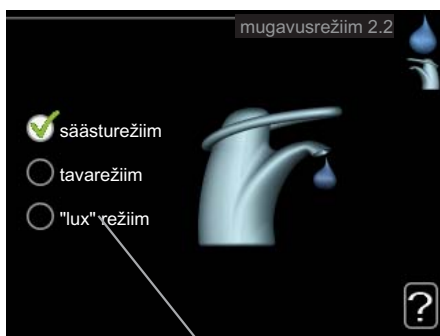 mugavusrežiim 2.2
säästurežiim
tavarežiim
"lux" režiim
?